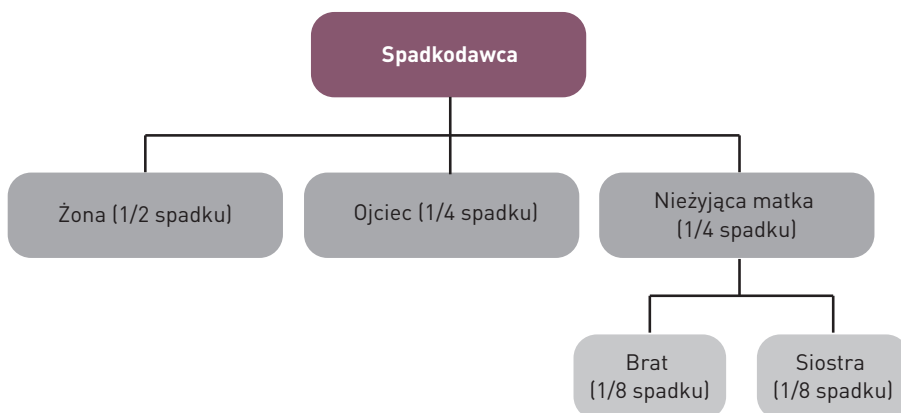 Spadkodawca
Żona (1/2 spadku)
Ojciec (1/4 spadku)
Nieżyjąca matka
(1/4 spadku)
Brat
(1/8 spadku)
Siostra
(1/8 spadku)